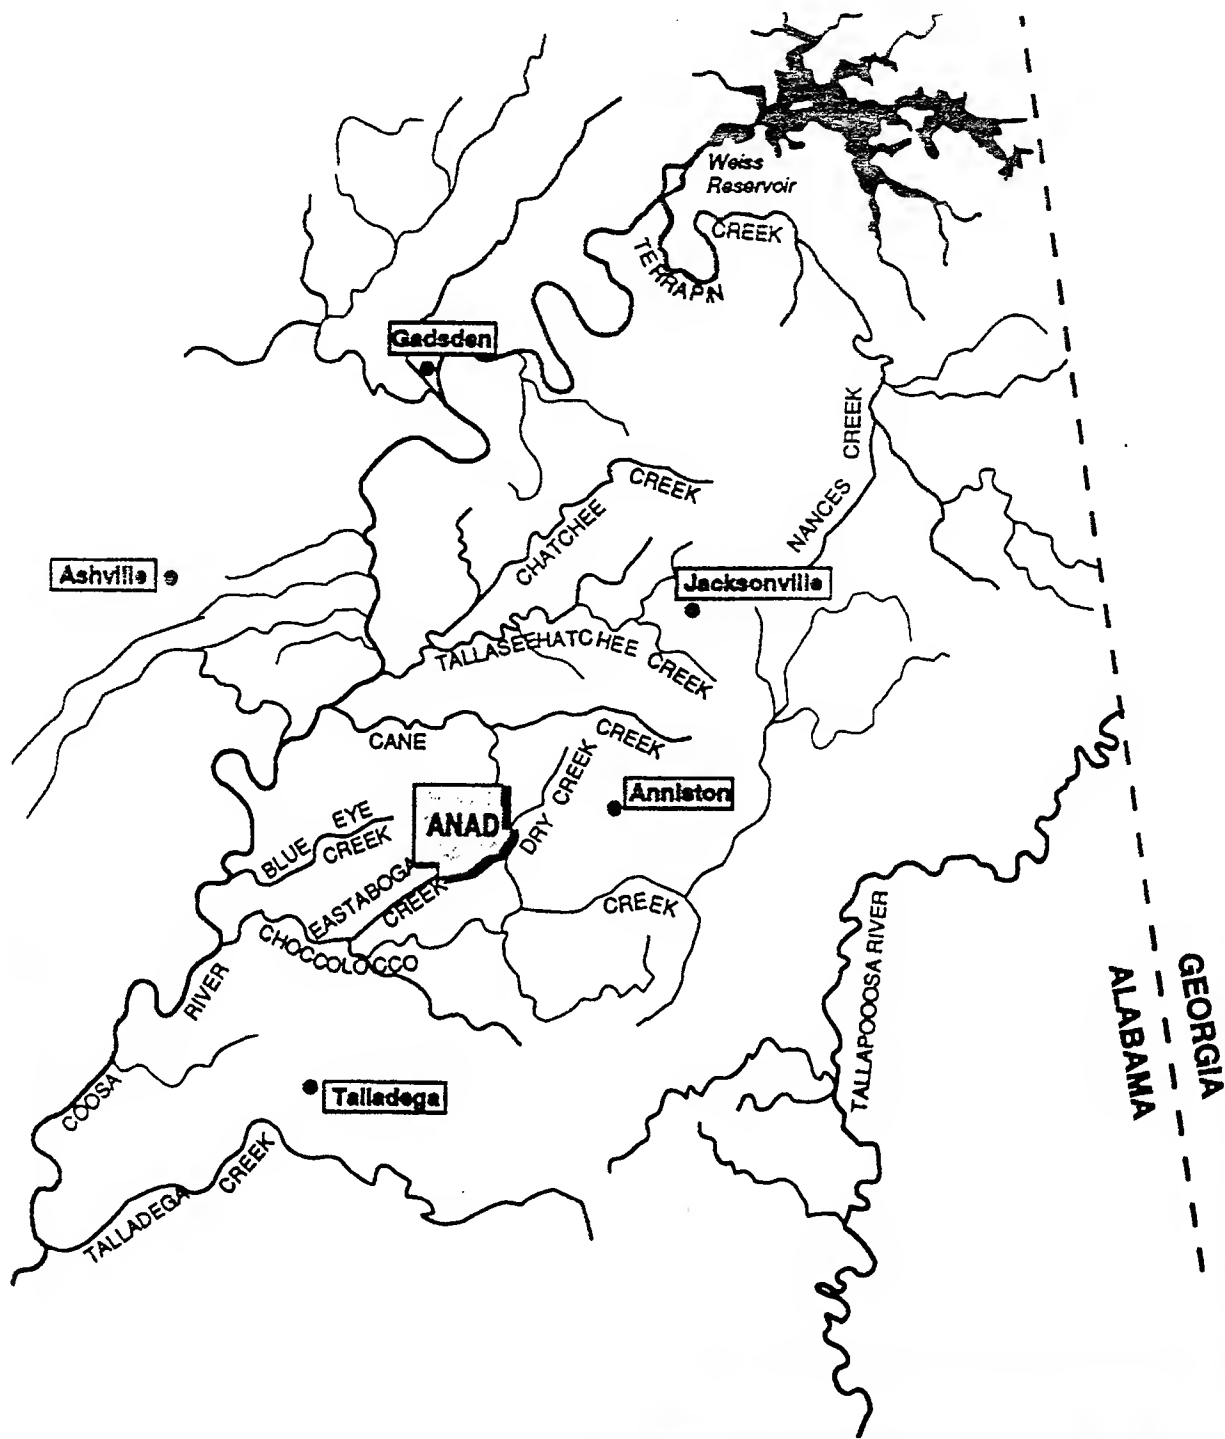 Weiss
Reservoir
TERRAPIN CREEK
Gadsden
NANCES CREEK
CHATCHEE CREEK
Ashville
Jacksonville
TALLASEEHATCHEE CREEK
CANE CREEK
DRY CREEK
Anniston
ANAD
BLUE EYE
CREEK
EASTABOGA
CREEK
CHOCCOLOCCO CREEK
TALLAPOOOSA RIVER
GEORGIA
ALABAMA
COOSA RIVER
Talladega
TALLADEGA CREEK